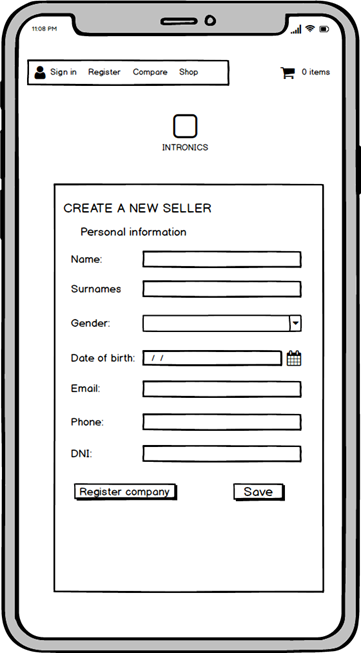 11:08 PM
Sign in Register Compare Shop 0 items
INTRONICS
CREATE A NEW SELLER
Personal information
Name:
Surnames
Gender:
Date of birth: / /
Email:
Phone:
DNI:
Register company Save